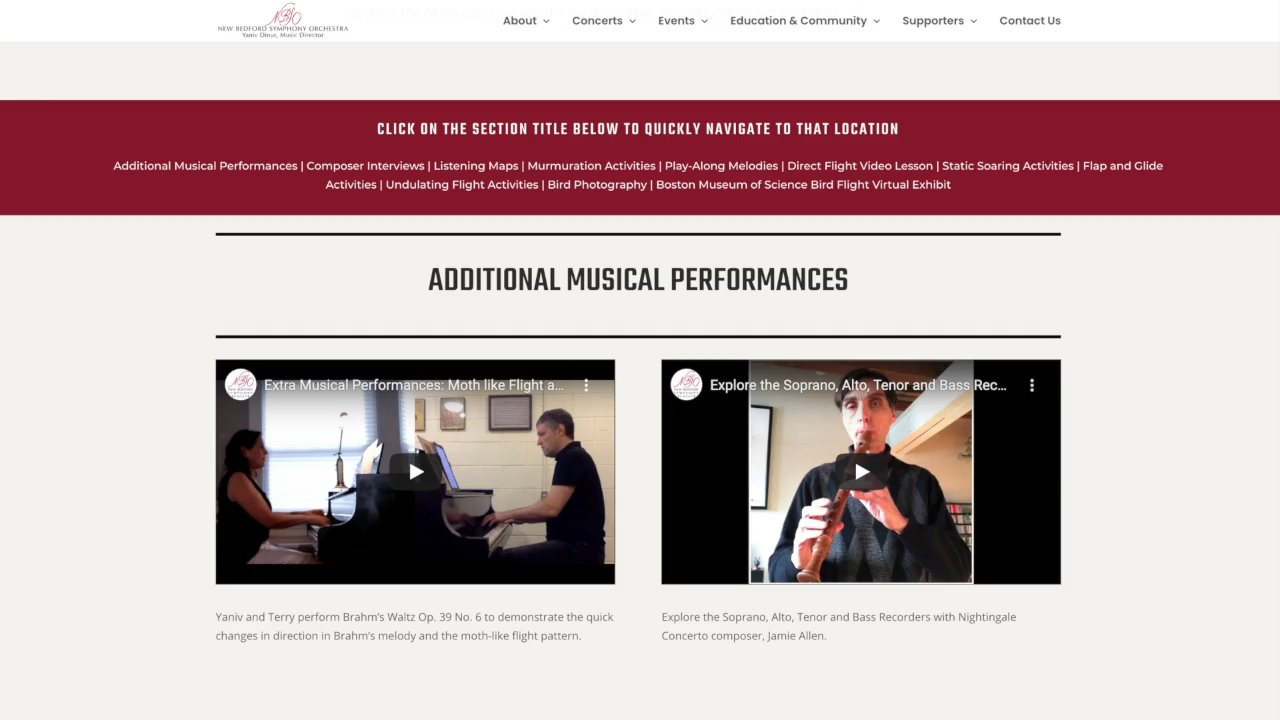 NEW BEDFORD SYMPHONY ORCHESTRA
Yaniv Dinur, Music Director
About
Concerts
Events
Education & Community
Supporters
Contact Us
CLICK ON THE SECTION TITLE BELOW TO QUICKLY NAVIGATE TO THAT LOCATION
Additional Musical Performances | Composer Interviews | Listening Maps | Murmuration Activities | Play-Along Melodies | Direct Flight Video Lesson | Static Soaring Activities | Flap and Glide
Activities | Undulating Flight Activities | Bird Photography | Boston Museum of Science Bird Flight Virtual Exhibit
ADDITIONAL MUSICAL PERFORMANCES
Extra Musical Performances: Moth like Flight a...
Explore the Soprano, Alto, Tenor and Bass Rec...
Yaniv and Terry perform Brahm's Waltz Op. 39 No. 6 to demonstrate the quick
changes in direction in Brahm's melody and the moth-like flight pattern.
Explore the Soprano, Alto, Tenor and Bass Recorders with Nightingale
Concerto composer, Jamie Allen.